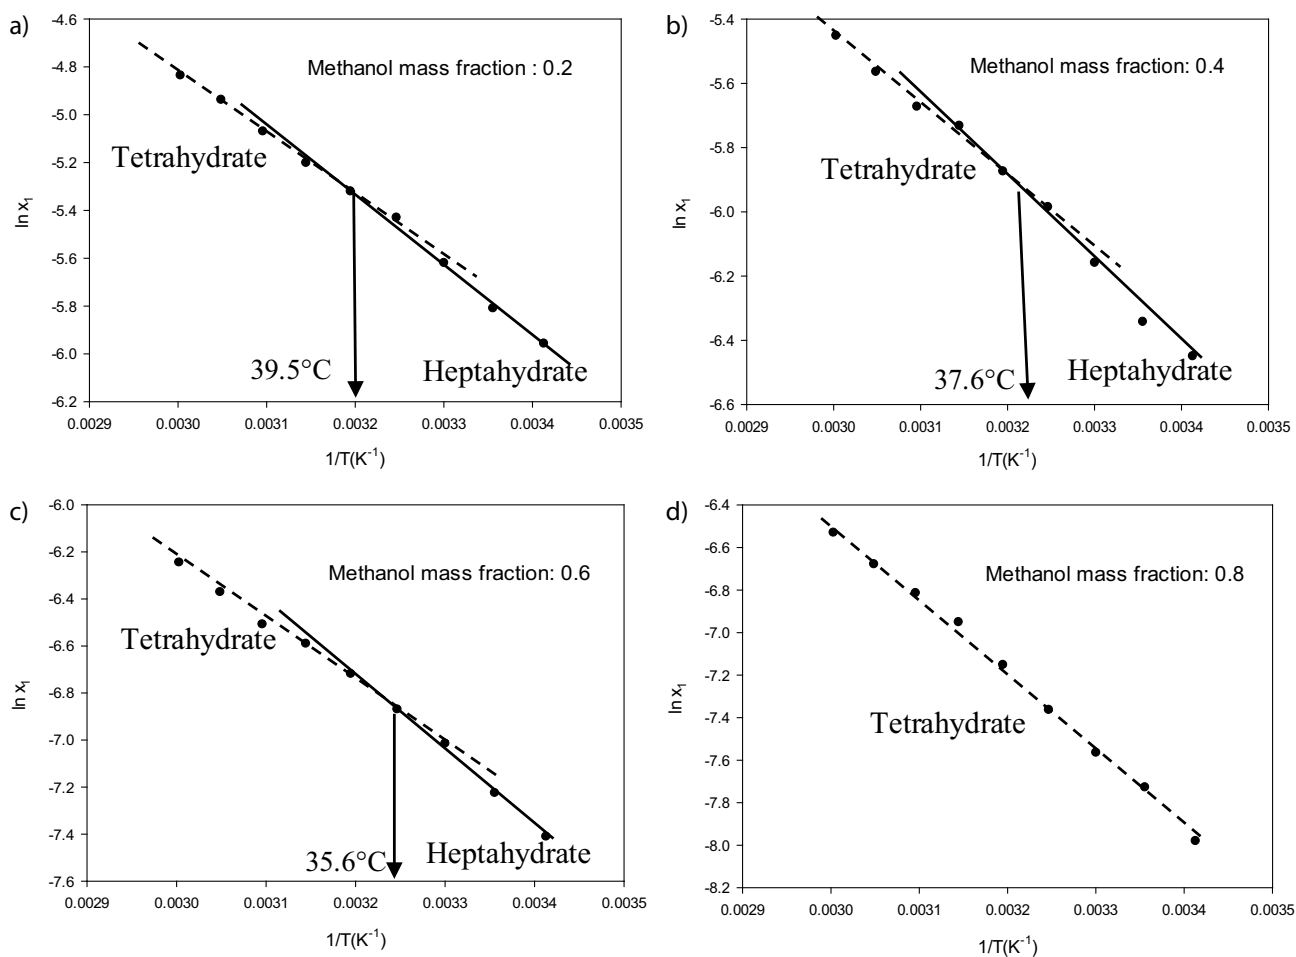 a)
Methanol mass fraction : 0.2
-4.6
-4.8
-5.0
-5.2
-5.4
-5.6
-5.8
-6.0
-6.2
ln x1
Tetrahydrate
39.5°C
Heptahydrate
0.0029 0.0030 0.0031 0.0032 0.0033 0.0034 0.0035
1/T(K-1)
b)
Methanol mass fraction: 0.4
-5.4
-5.6
-5.8
-6.0
-6.2
-6.4
-6.6
ln x1
Tetrahydrate
37.6°C
Heptahydrate
0.0029 0.0030 0.0031 0.0032 0.0033 0.0034 0.0035
1/T(K-1)
c)
Methanol mass fraction: 0.6
-6.0
-6.2
-6.4
-6.6
-6.8
-7.0
-7.2
-7.4
-7.6
ln x1
Tetrahydrate
35.6°C
Heptahydrate
0.0029 0.0030 0.0031 0.0032 0.0033 0.0034 0.0035
1/T(K-1)
d)
Methanol mass fraction: 0.8
-6.4
-6.6
-6.8
-7.0
-7.2
-7.4
-7.6
-7.8
-8.0
-8.2
ln x1
Tetrahydrate
0.0029 0.0030 0.0031 0.0032 0.0033 0.0034 0.0035
1/T(K-1)